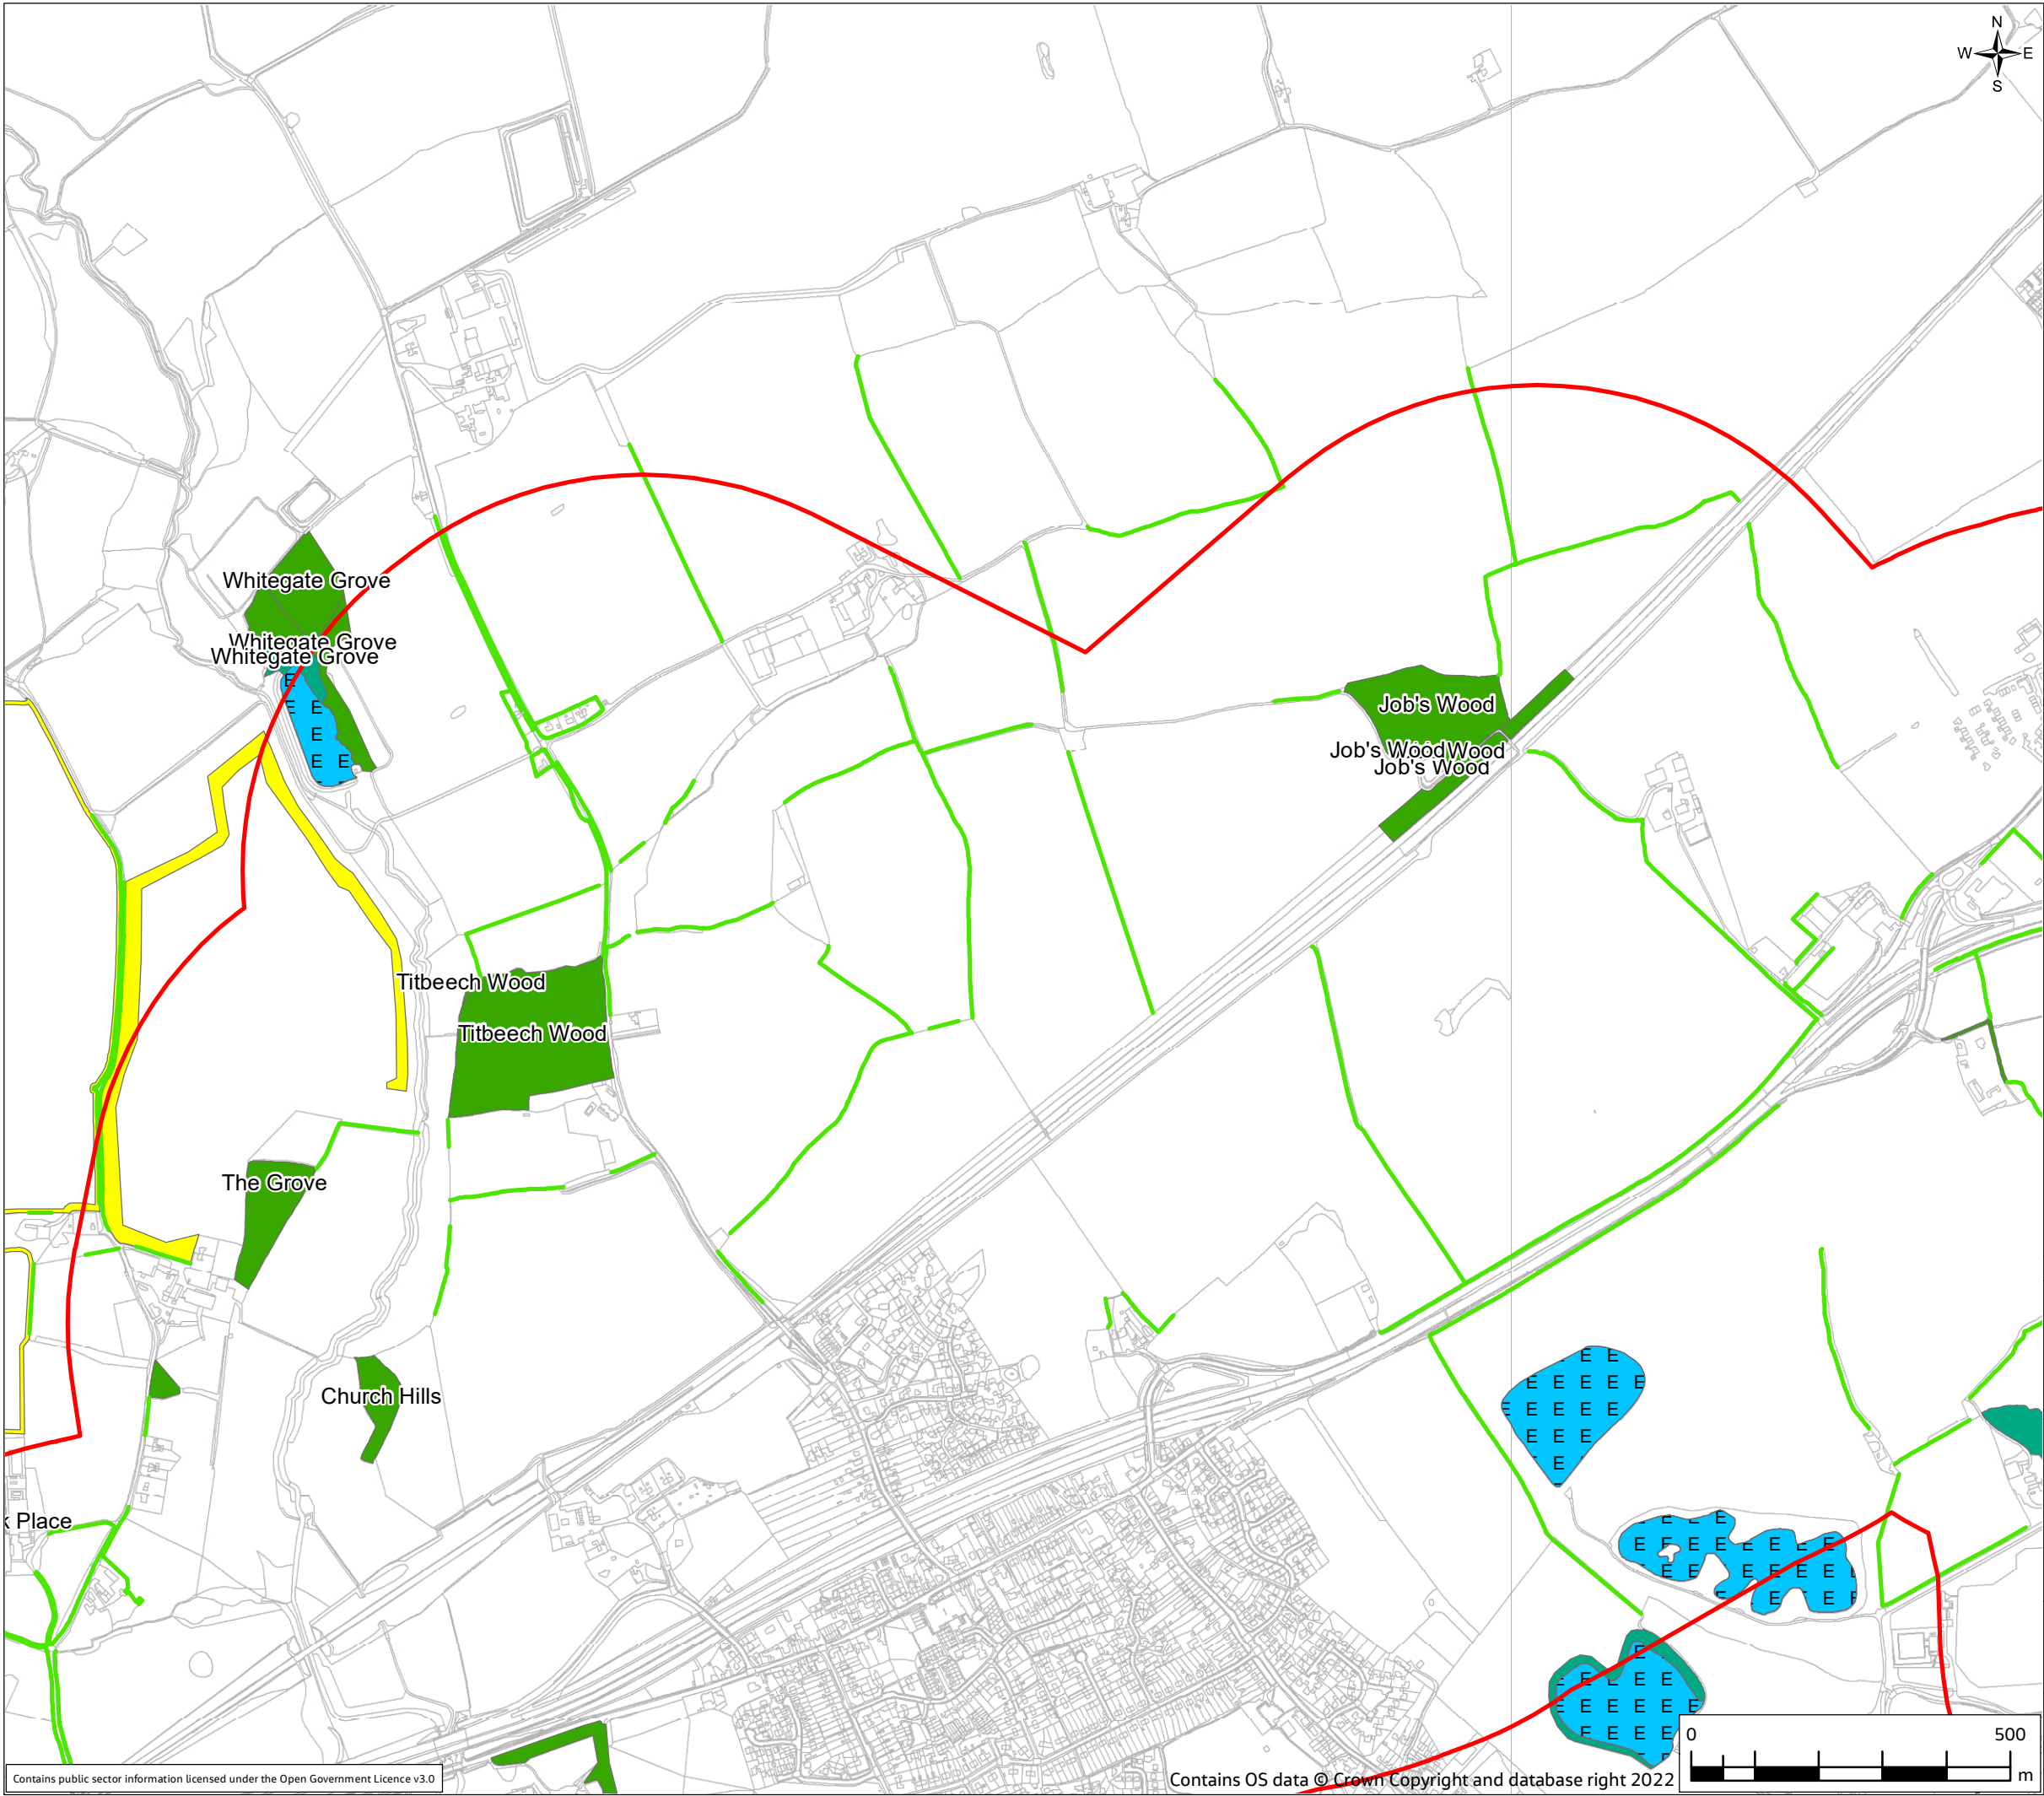 N
W E
S
Whitegate Grove
Whitegate Grove
Whitegate Grove
E
E E
E
E E
Job's Wood
Job's Wood Wood
Job's Wood
Titbeech Wood
Titbeech Wood
The Grove
Church Hills
E E
E E E E E
E E E E E
E E E
E
k Place
E E E E
E E E E E E E E
E E E E E E E
E E E
E
E E E E E
E E E E E E
E E E E
E E
0 500
m
Contains public sector information licensed under the Open Government Licence v3.0
Contains OS data © Crown Copyright and database right 2022